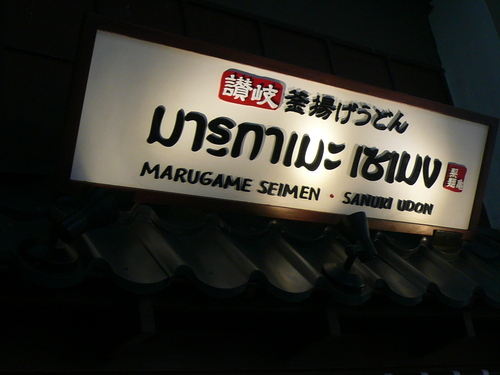 讃岐 釜揚げうどん
มารุกาเมะ เซเมง
MARUGAME SEIMEN • SANUKI UDON